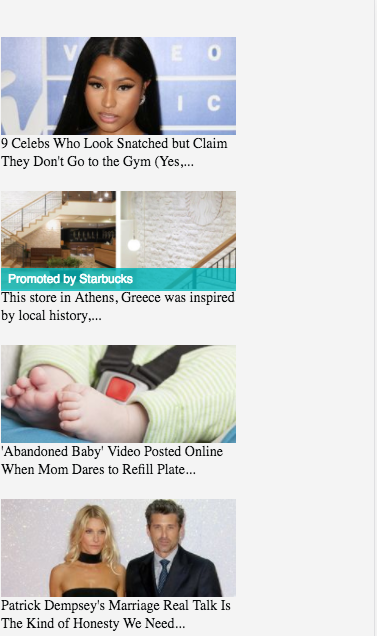 VIDEO
IC
9 Celebs Who Look Snatched but Claim
They Don't Go to the Gym (Yes,...
Promoted by Starbucks
This store in Athens, Greece was inspired
by local history,...
'Abandoned Baby' Video Posted Online
When Mom Dares to Refill Plate...
Patrick Dempsey's Marriage Real Talk Is
The Kind of Honesty We Need...